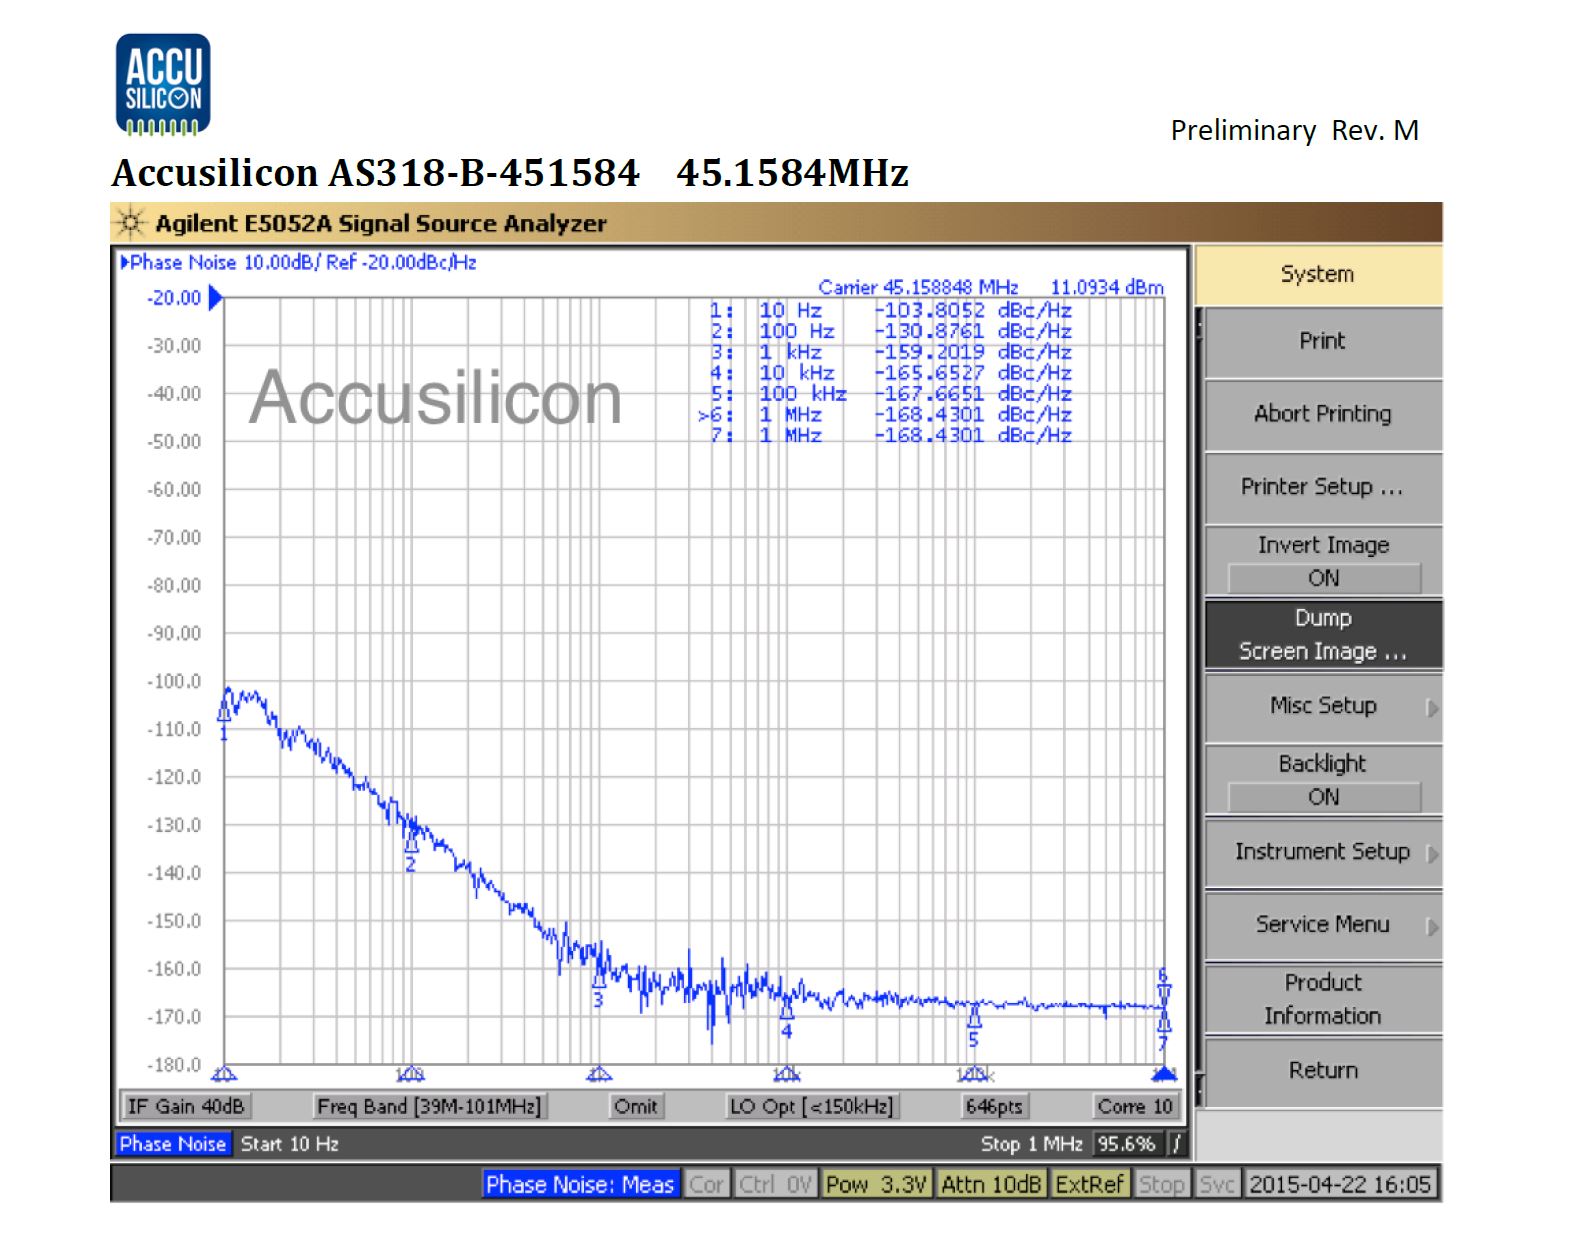 ACCU
SILICON
Preliminary Rev. M
Accusilicon AS318-B-451584 45.1584MHz
Agilent E5052A Signal Source Analyzer
Phase Noise 10.00dB/ Ref -20.00dBc/Hz
Carrier 45.158848 MHz 11.0934 dBm
1: 10 Hz -103.8052 dBc/Hz
2: 100 Hz -130.8761 dBc/Hz
3: 1 kHz -159.2019 dBc/Hz
4: 10 kHz -165.6527 dBc/Hz
5: 100 kHz -167.6651 dBc/Hz
>6: 1 MHz -168.4301 dBc/Hz
7: 1 MHz -168.4301 dBc/Hz
Accusilicon
-20.00
-30.00
-40.00
-50.00
-60.00
-70.00
-80.00
-90.00
-100.0
-110.0
-120.0
-130.0
-140.0
-150.0
-160.0
-170.0
-180.0
1
2
3
4
5
6
7
10
100
1k
10k
100k
1M
IF Gain 40dB
Freq Band [39M-101MHz]
Omit
LO Opt [<150kHz]
646pts
Corre 10
Phase Noise Start 10 Hz
Stop 1 MHz 95.6%
System
Print
Abort Printing
Printer Setup ...
Invert Image
ON
Dump
Screen Image ...
Misc Setup
Backlight
ON
Instrument Setup
Service Menu
Product
Information
Return
Phase Noise: Meas Cor Ctrl 0V Pow 3.3V Attn 10dB ExtRef Stop Svc 2015-04-22 16:05